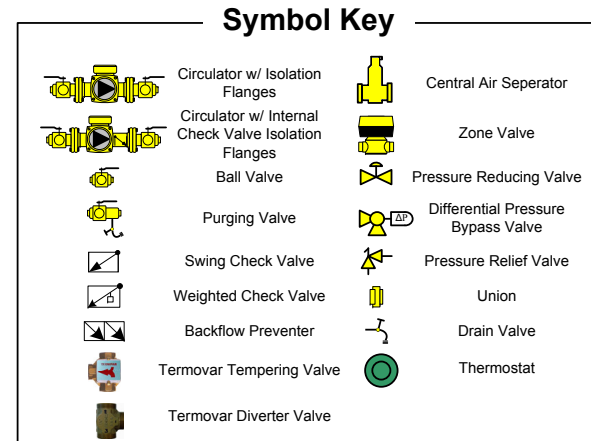 Symbol Key
Circulator w/ Isolation
Flanges
Circulator w/ Internal
Check Valve Isolation
Flanges
Ball Valve
Purging Valve
Swing Check Valve
Weighted Check Valve
Backflow Preventer
Termovar Tempering Valve
Termovar Diverter Valve
Central Air Seperator
Zone Valve
Pressure Reducing Valve
ΔP
Differential Pressure
Bypass Valve
Pressure Relief Valve
Union
Drain Valve
Thermostat